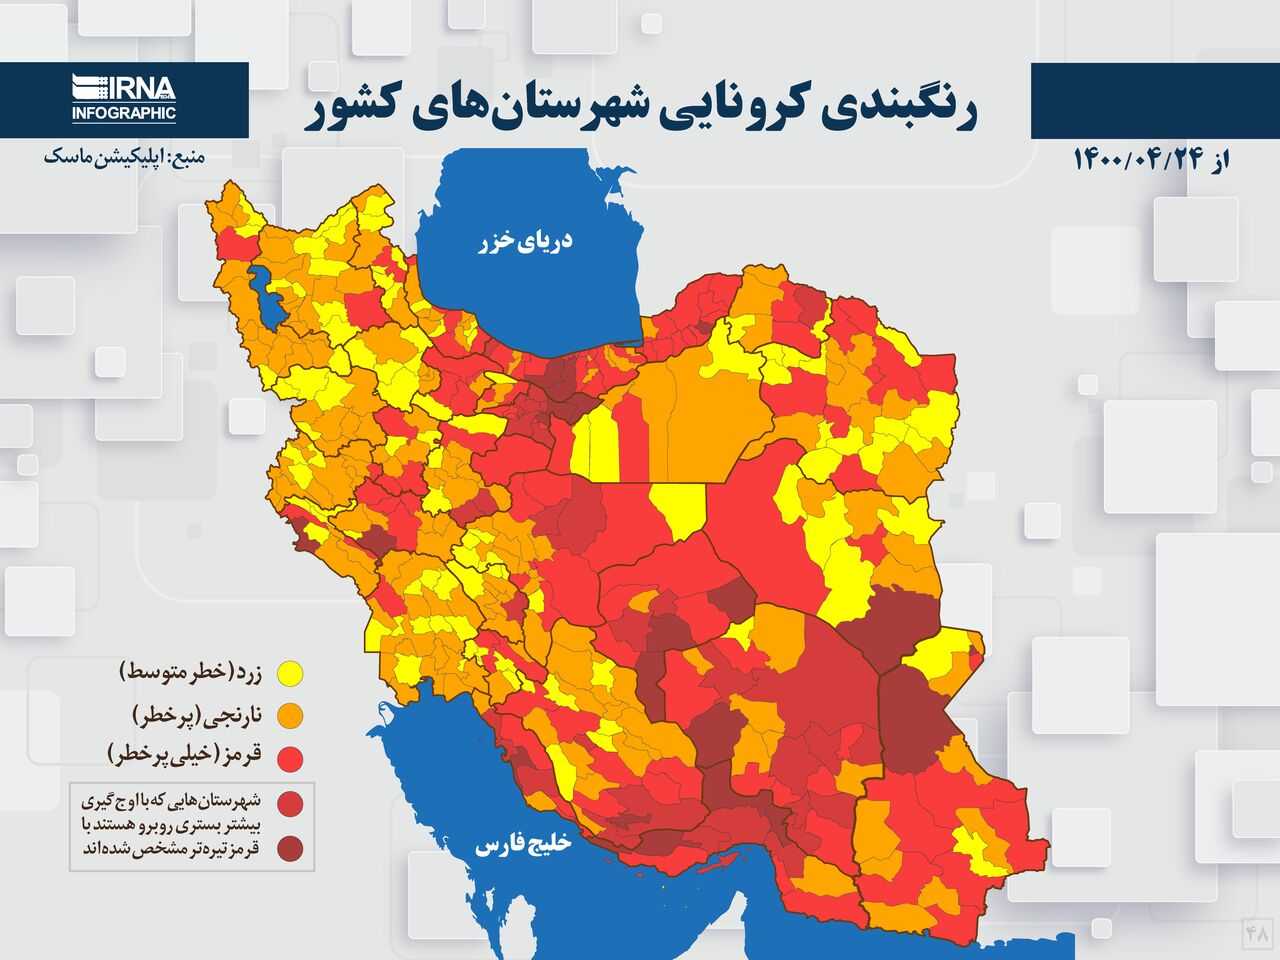 IRNA
INFOGRAPHIC
رنگبندی کرونایی شهرستان‌های کشور
منبع: اپلیکیشن ماسک
از ۱۴۰۰/۰۴/۲۴
دریای خزر
زرد (خطر متوسط)
نارنجی (پرخطر)
قرمز (خیلی پرخطر)
شهرستان‌هایی که با اوج‌گیری
بیشتر بستری روبرو هستند با
قرمز تیره‌تر مشخص شده‌اند
خلیج فارس
۴۸